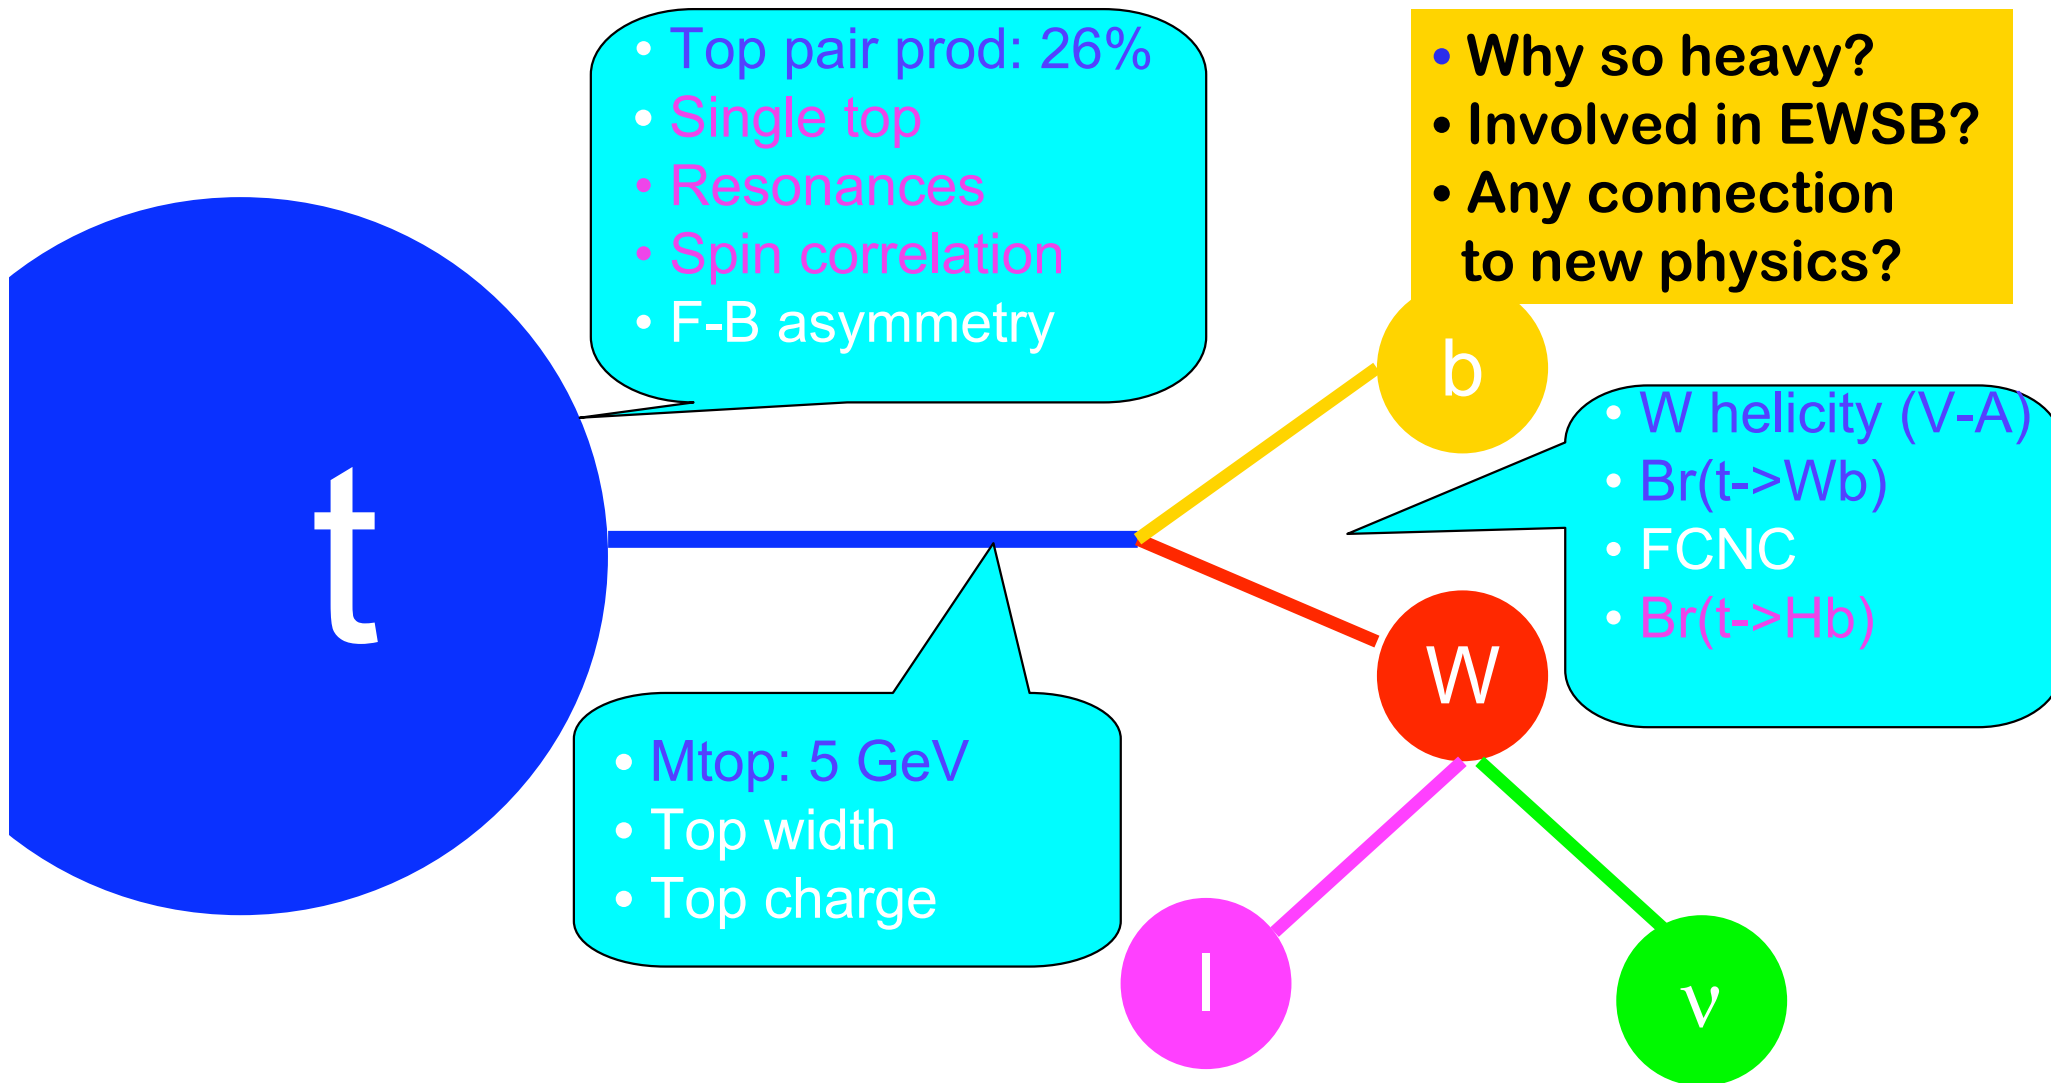 • Top pair prod: 26%
• Single top
• Resonances
• Spin correlation
• F-B asymmetry
• Why so heavy?
• Involved in EWSB?
• Any connection
to new physics?
b
• W helicity (V-A)
• Br(t->Wb)
• FCNC
• Br(t->Hb)
t
W
• Mtop: 5 GeV
• Top width
• Top charge
l
ν